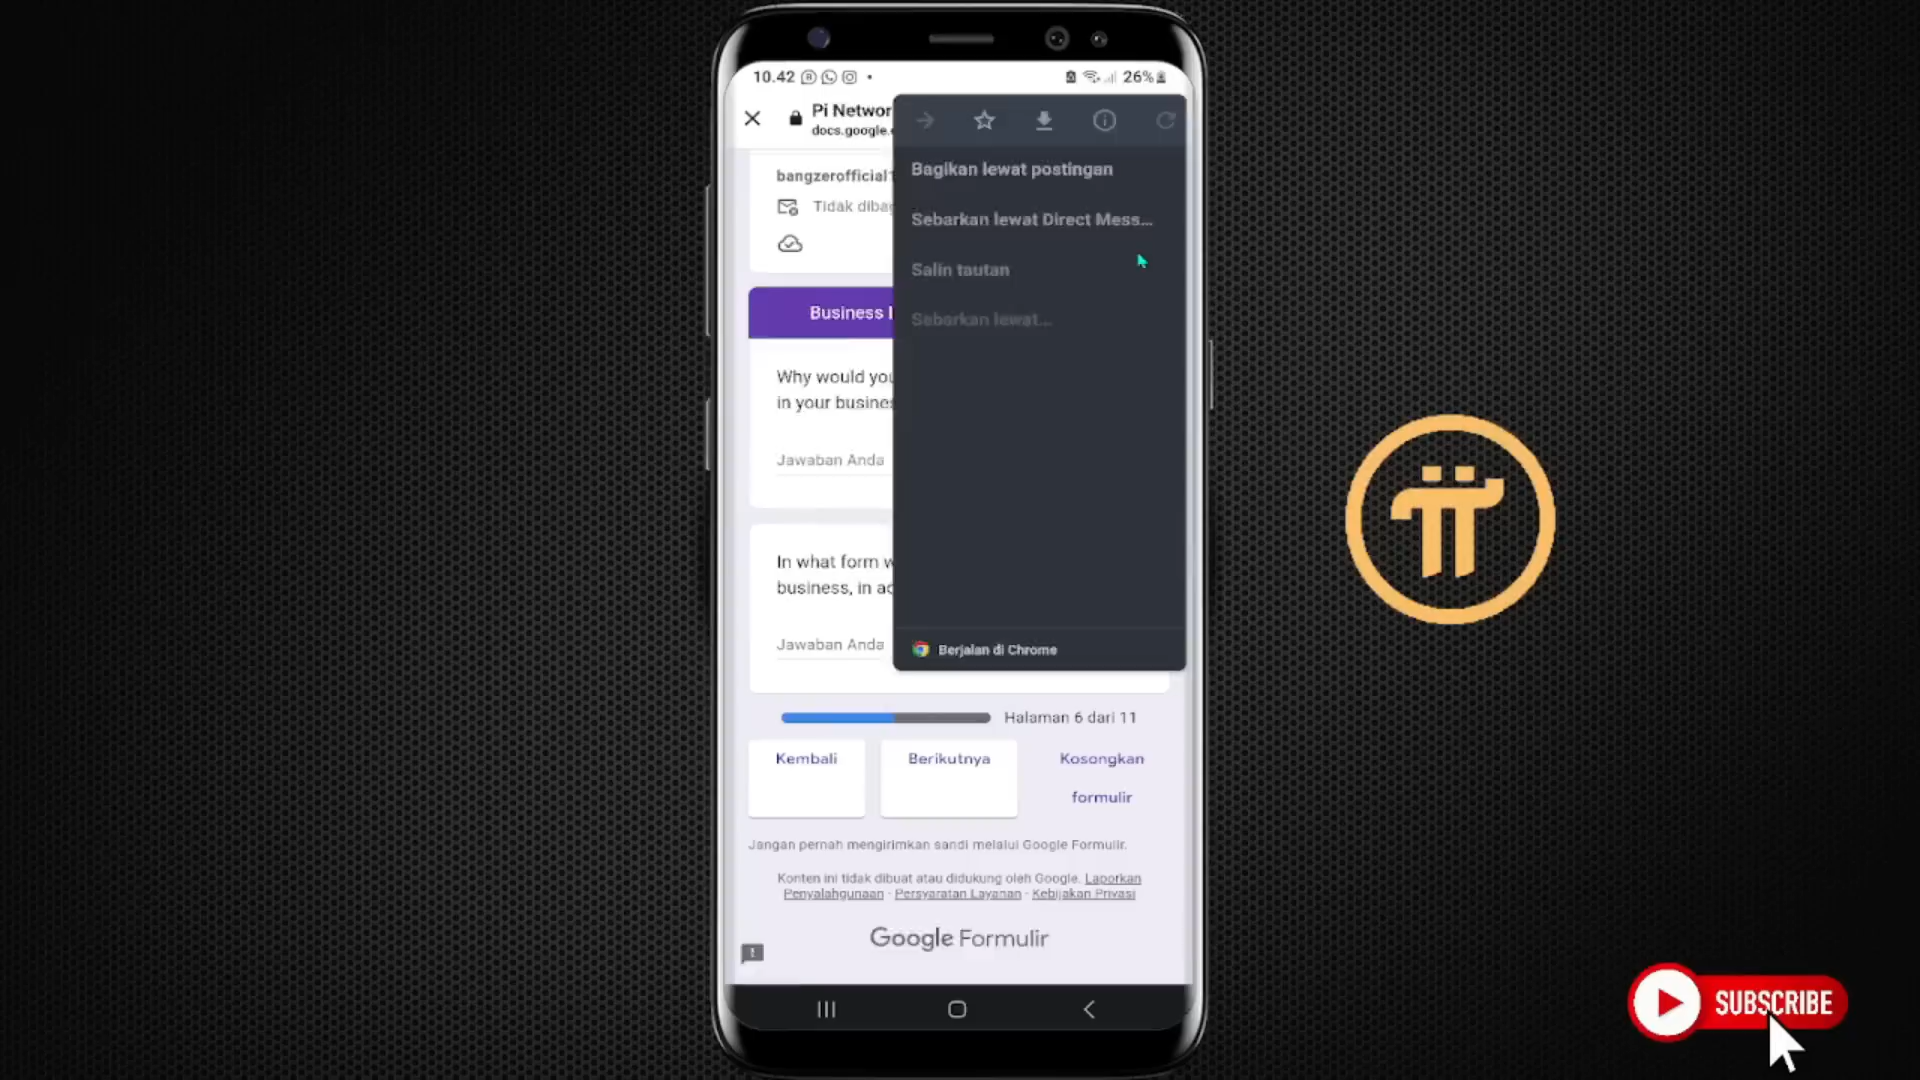 10.42
26%
Pi Networ
docs.google.
bangzerofficial
Tidak diba
Bagikan lewat postingan
Sebarkan lewat Direct Mess...
Salin tautan
Sebarkan lewat...
Business
Why would you
in your busine
Jawaban Anda
In what form w
business, in ac
Jawaban Anda
Berjalan di Chrome
Halaman 6 dari 11
Kembali
Berikutnya
Kosongkan
formulir
Jangan pernah mengirimkan sandi melalui Google Formulir.
Konten ini tidak dibuat atau didukung oleh Google. Laporkan
Penyalahgunaan - Persyaratan Layanan - Kebijakan Privasi
Google Formulir
SUBSCRIBE